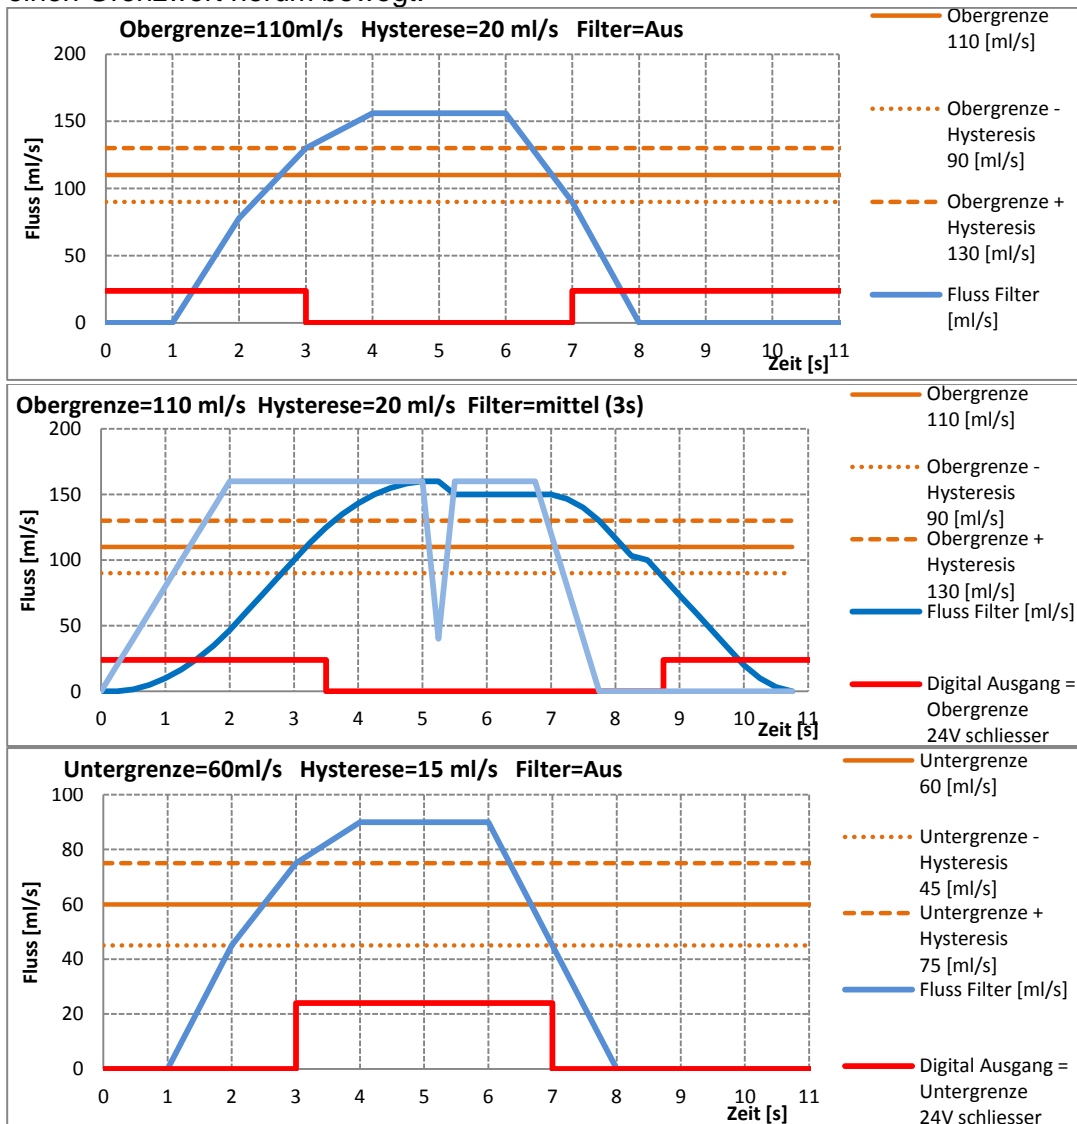 einen Grenzwert herum bewegt.
Obergrenze=110ml/s Hysterese=20 ml/s Filter=Aus
200
150
100
50
0
Fluss [ml/s]
0 1 2 3 4 5 6 7 8 9 10 11
Zeit [s]
Obergrenze
110 [ml/s]
Obergrenze -
Hysteresis
90 [ml/s]
Obergrenze +
Hysteresis
130 [ml/s]
Fluss Filter
[ml/s]
Obergrenze=110 ml/s Hysterese=20 ml/s Filter=mittel (3s)
200
150
100
50
0
Fluss [ml/s]
0 1 2 3 4 5 6 7 8 9 10 11
Zeit [s]
Obergrenze
110 [ml/s]
Obergrenze -
Hysteresis
90 [ml/s]
Obergrenze +
Hysteresis
130 [ml/s]
Fluss Filter [ml/s]
Digital Ausgang =
Obergrenze
24V schliesser
Untergrenze=60ml/s Hysterese=15 ml/s Filter=Aus
100
80
60
40
20
0
Fluss [ml/s]
0 1 2 3 4 5 6 7 8 9 10 11
Zeit [s]
Untergrenze
60 [ml/s]
Untergrenze -
Hysteresis
45 [ml/s]
Untergrenze +
Hysteresis
75 [ml/s]
Fluss Filter [ml/s]
Digital Ausgang =
Untergrenze
24V schliesser